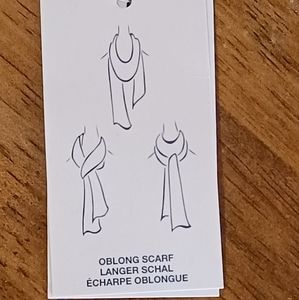 OBLONG SCARF
LANGER SCHAL
ÉCHARPE OBLONGUE